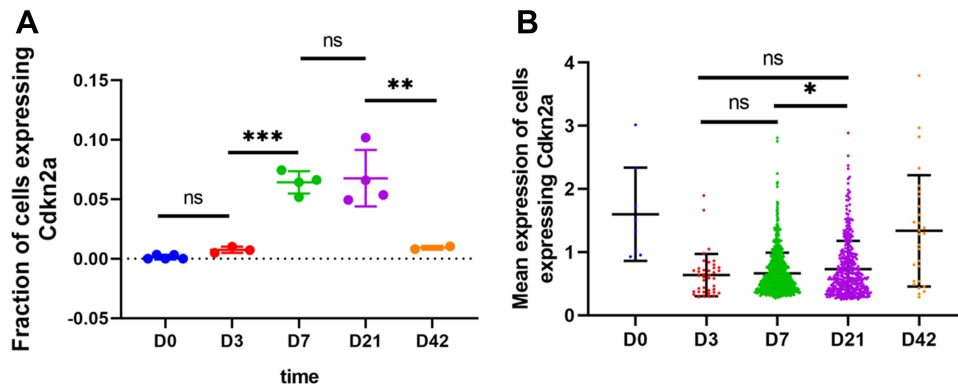 A
Fraction of cells expressing
Cdkn2a
0.15
0.10
0.05
0.00
-0.05
ns
***
ns
**
D0 D3 D7 D21 D42
time
B
Mean expression of cells
expressing Cdkn2a
4
3
2
1
0
ns
ns
*
D0 D3 D7 D21 D42